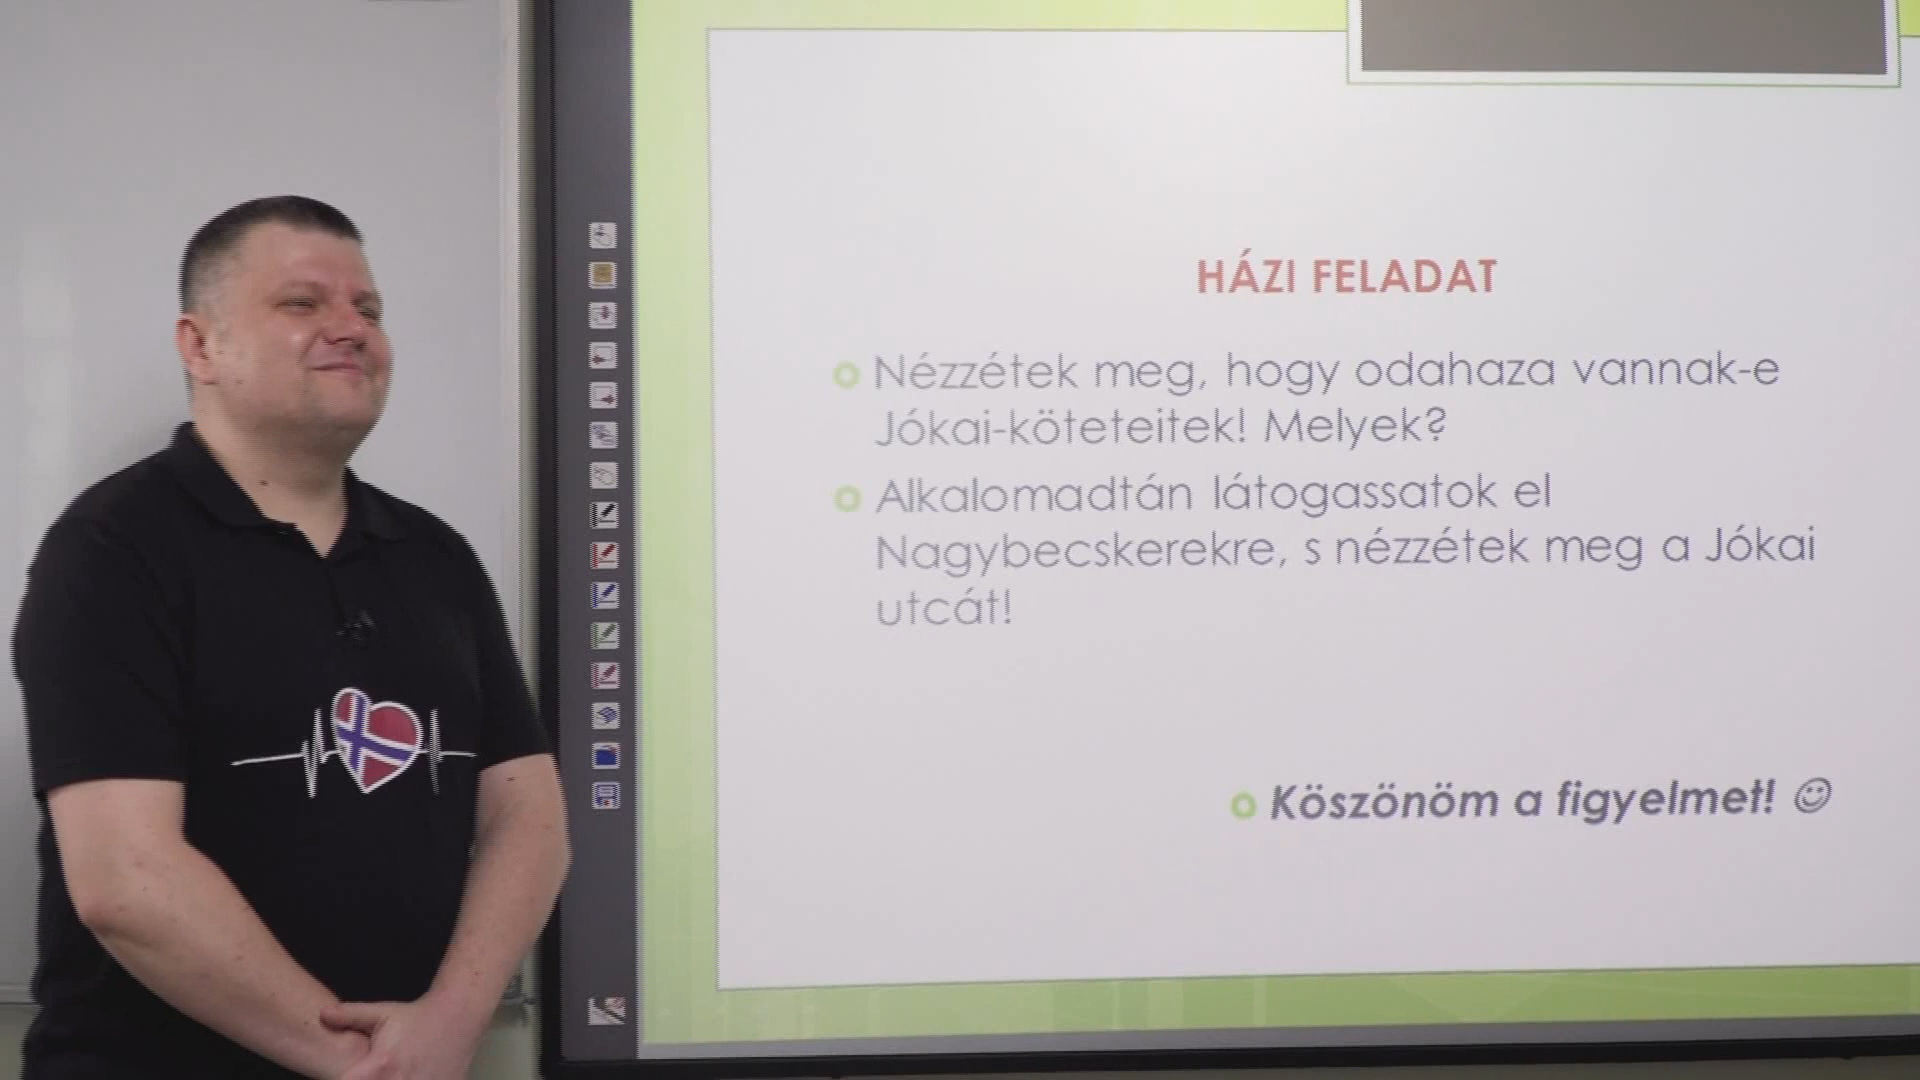 HÁZI FELADAT
Nézzétek meg, hogy odahaza vannak-e
Jókai-köteteitek! Melyek?
Alkalomadtán látogassatok el
Nagybecskerekre, s nézzétek meg a Jókai
utcát!
Köszönöm a figyelmet! ☺